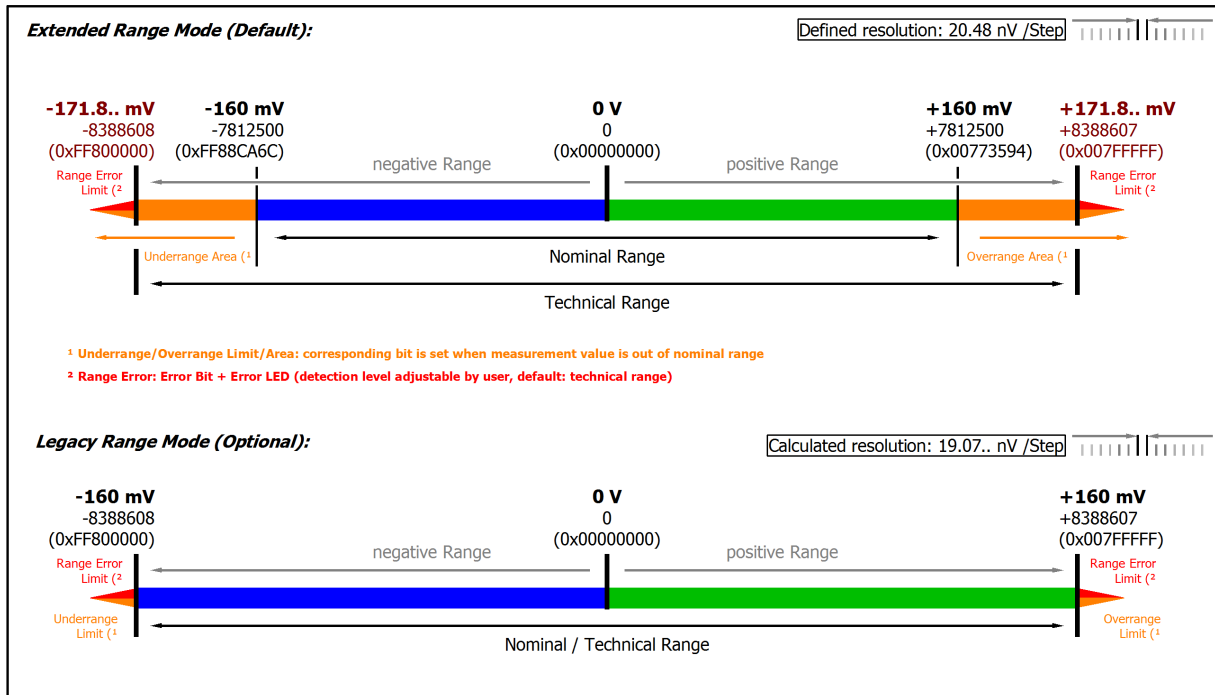 Extended Range Mode (Default):
Defined resolution: 20.48 nV /Step
-171.8.. mV
-8388608
(0xFF800000)
-160 mV
-7812500
(0xFF88CA6C)
0 V
0
(0x00000000)
+160 mV
+7812500
(0x00773594)
+171.8.. mV
+8388607
(0x007FFFFF)
negative Range
positive Range
Range Error
Limit (²
Range Error
Limit (²
Underrange Area (¹
Nominal Range
Overrange Area (¹
Technical Range
¹ Underrange/Overrange Limit/Area: corresponding bit is set when measurement value is out of nominal range
² Range Error: Error Bit + Error LED (detection level adjustable by user, default: technical range)
Legacy Range Mode (Optional):
Calculated resolution: 19.07.. nV /Step
-160 mV
-8388608
(0xFF800000)
0 V
0
(0x00000000)
+160 mV
+8388607
(0x007FFFFF)
negative Range
positive Range
Range Error
Limit (²
Range Error
Limit (²
Underrange
Limit (¹
Overrange
Limit (¹
Nominal / Technical Range